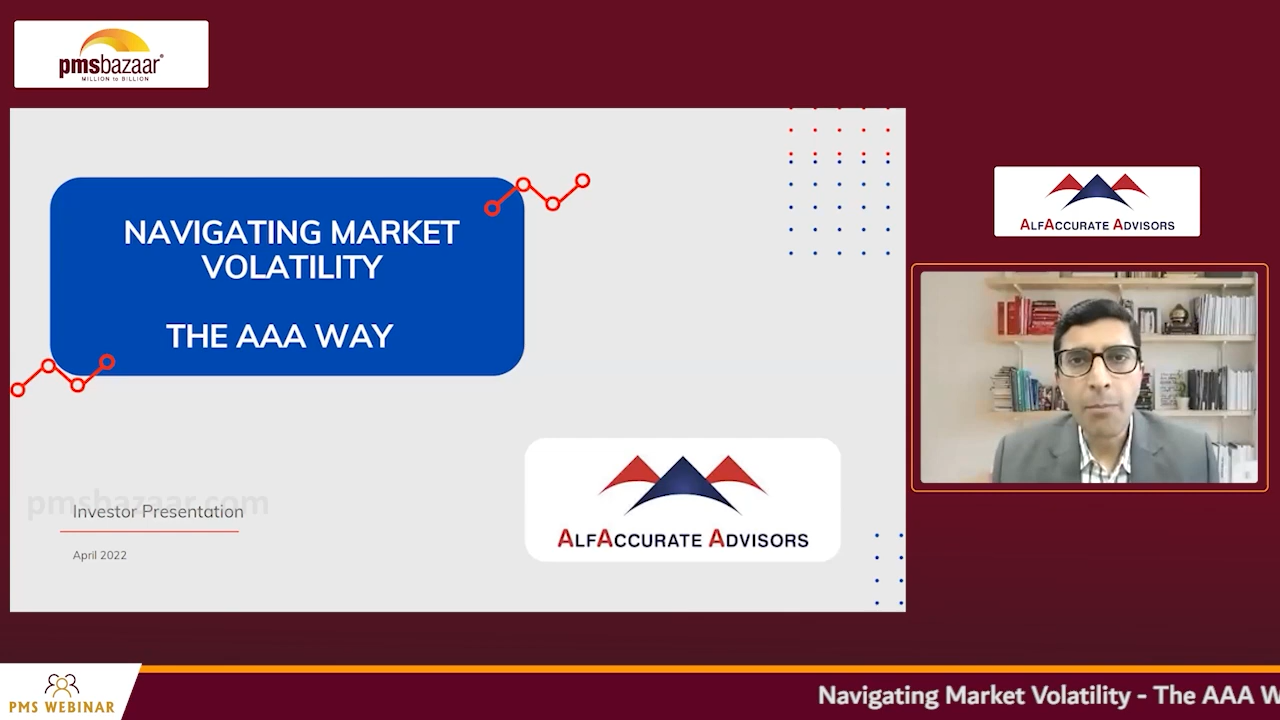 pmsbazaar®
MILLION to BILLION
NAVIGATING MARKET
VOLATILITY
THE AAA WAY
pmsbazaar.com
Investor Presentation
April 2022
ALFACCURATE ADVISORS
ALFACCURATE ADVISORS
PMS WEBINAR
Navigating Market Volatility - The AAA W